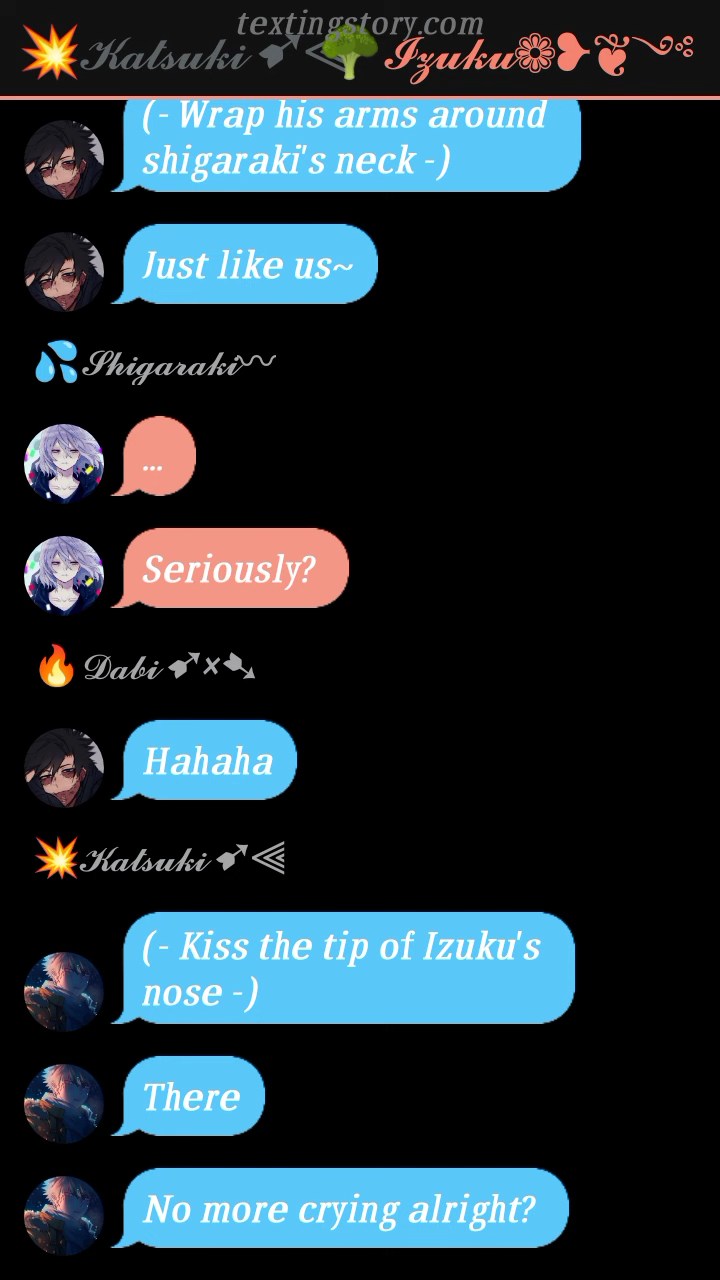 textingstory.com
💥Katsuki ➶⪡ 🌳Izuku❁❥❦
(- Wrap his arms around
shigaraki's neck -)
Just like us~
💦Shigaraki〰
...
Seriously?
🔥Dabi ➶×➴
Hahaha
💥Katsuki ➶⫷
(- Kiss the tip of Izuku's
nose -)
There
No more crying alright?